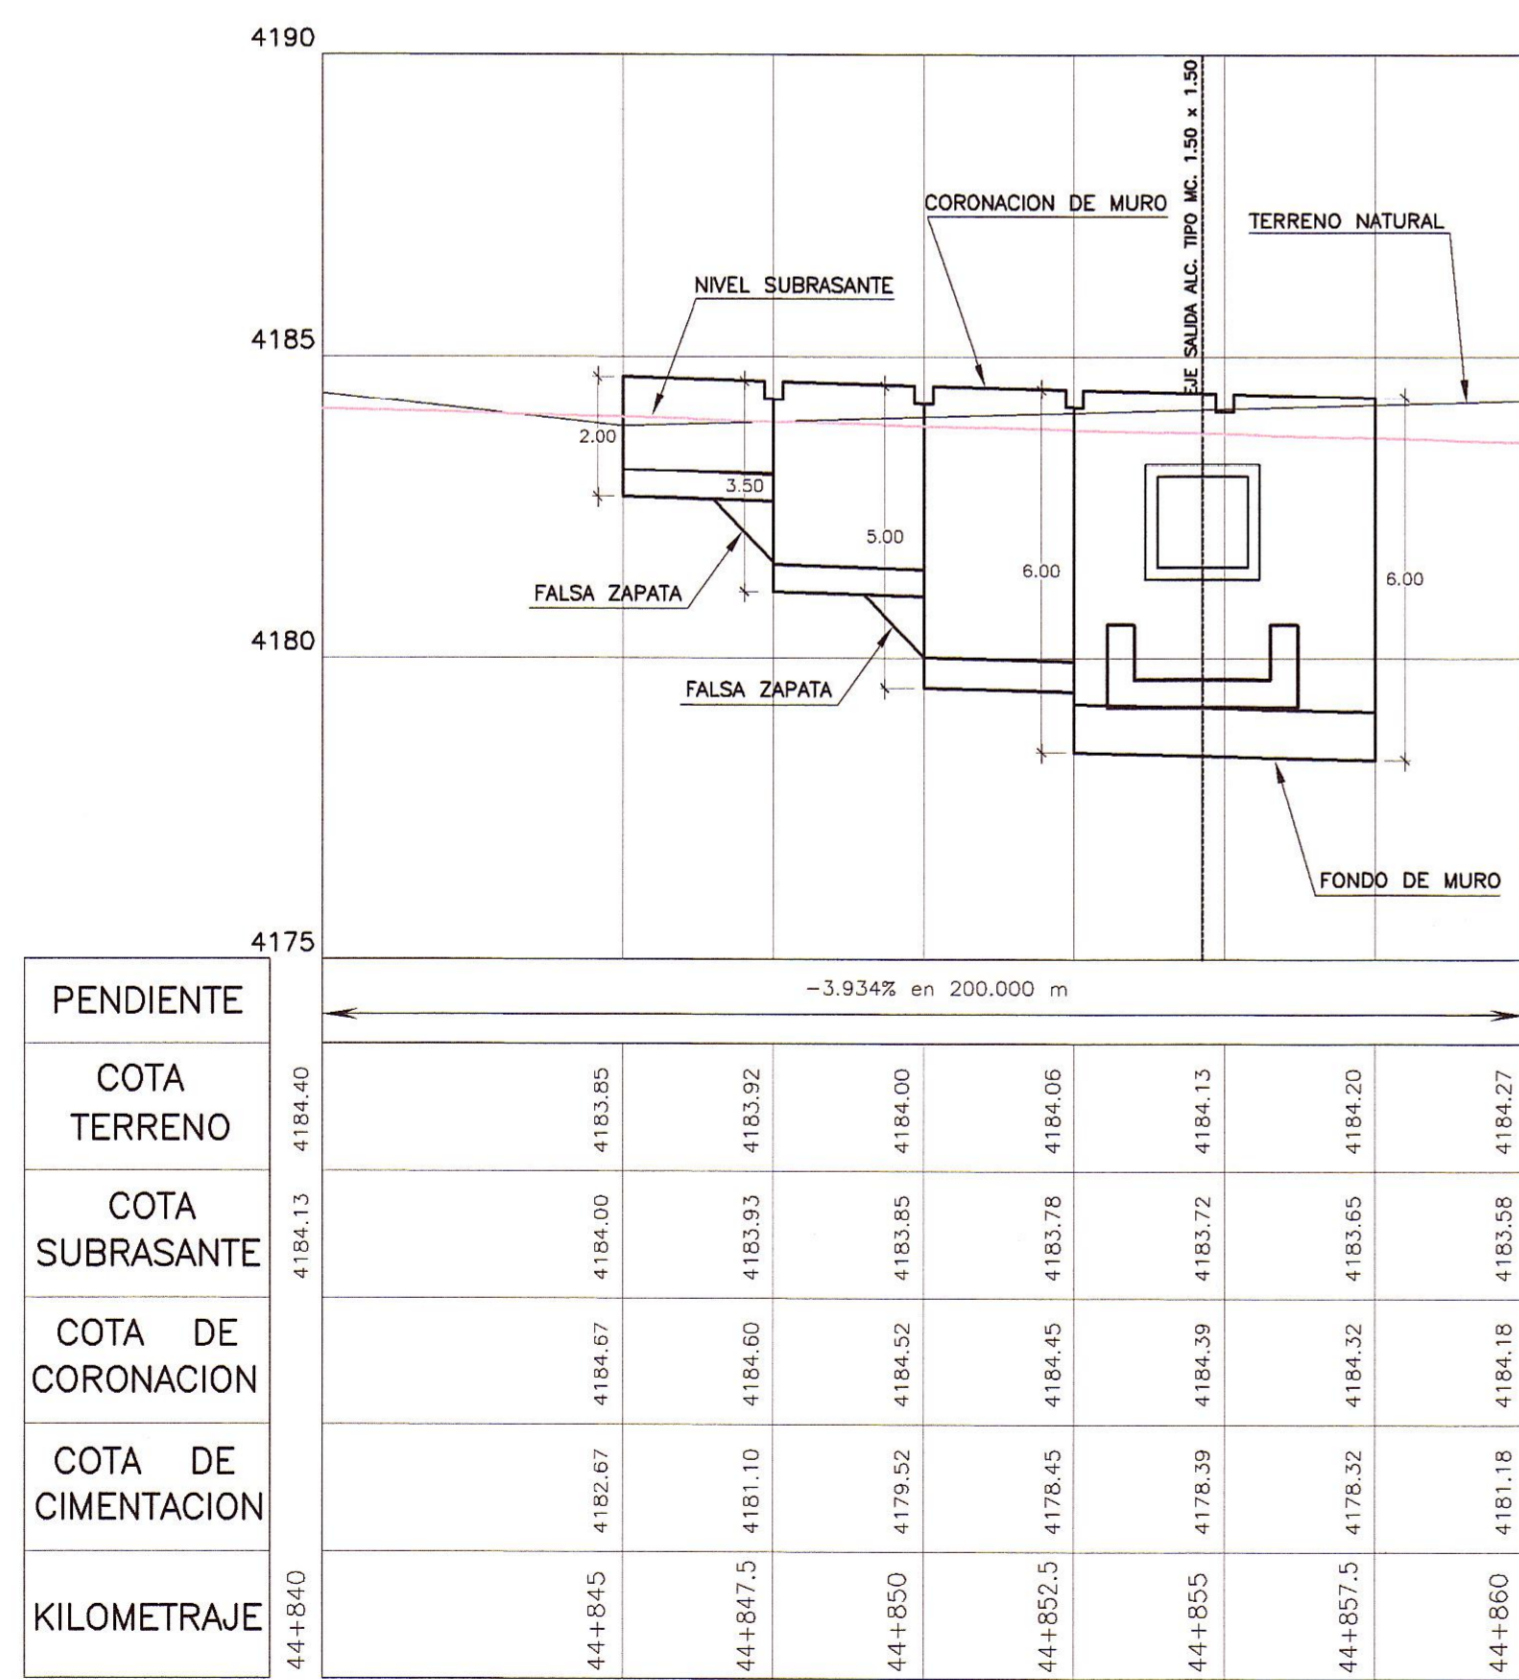 4190
EJE SALIDA ALC. TIPO MC. 1.50 x 1.50
CORONACION DE MURO
TERRENO NATURAL
NIVEL SUBRASANTE
4185
2.00
3.50
5.00
6.00
6.00
FALSA ZAPATA
4180
FALSA ZAPATA
FONDO DE MURO
4175
PENDIENTE
-3.934% en 200.000 m
COTA
TERRENO
4184.40
4183.85
4183.92
4184.00
4184.06
4184.13
4184.20
4184.27
COTA
SUBRASANTE
4184.13
4184.00
4183.93
4183.85
4183.78
4183.72
4183.65
4183.58
COTA DE
CORONACION
4184.67
4184.60
4184.52
4184.45
4184.39
4184.32
4184.18
COTA DE
CIMENTACION
4182.67
4181.10
4179.52
4178.45
4178.39
4178.32
4181.18
KILOMETRAJE
44+840
44+845
44+847.5
44+850
44+852.5
44+855
44+857.5
44+860